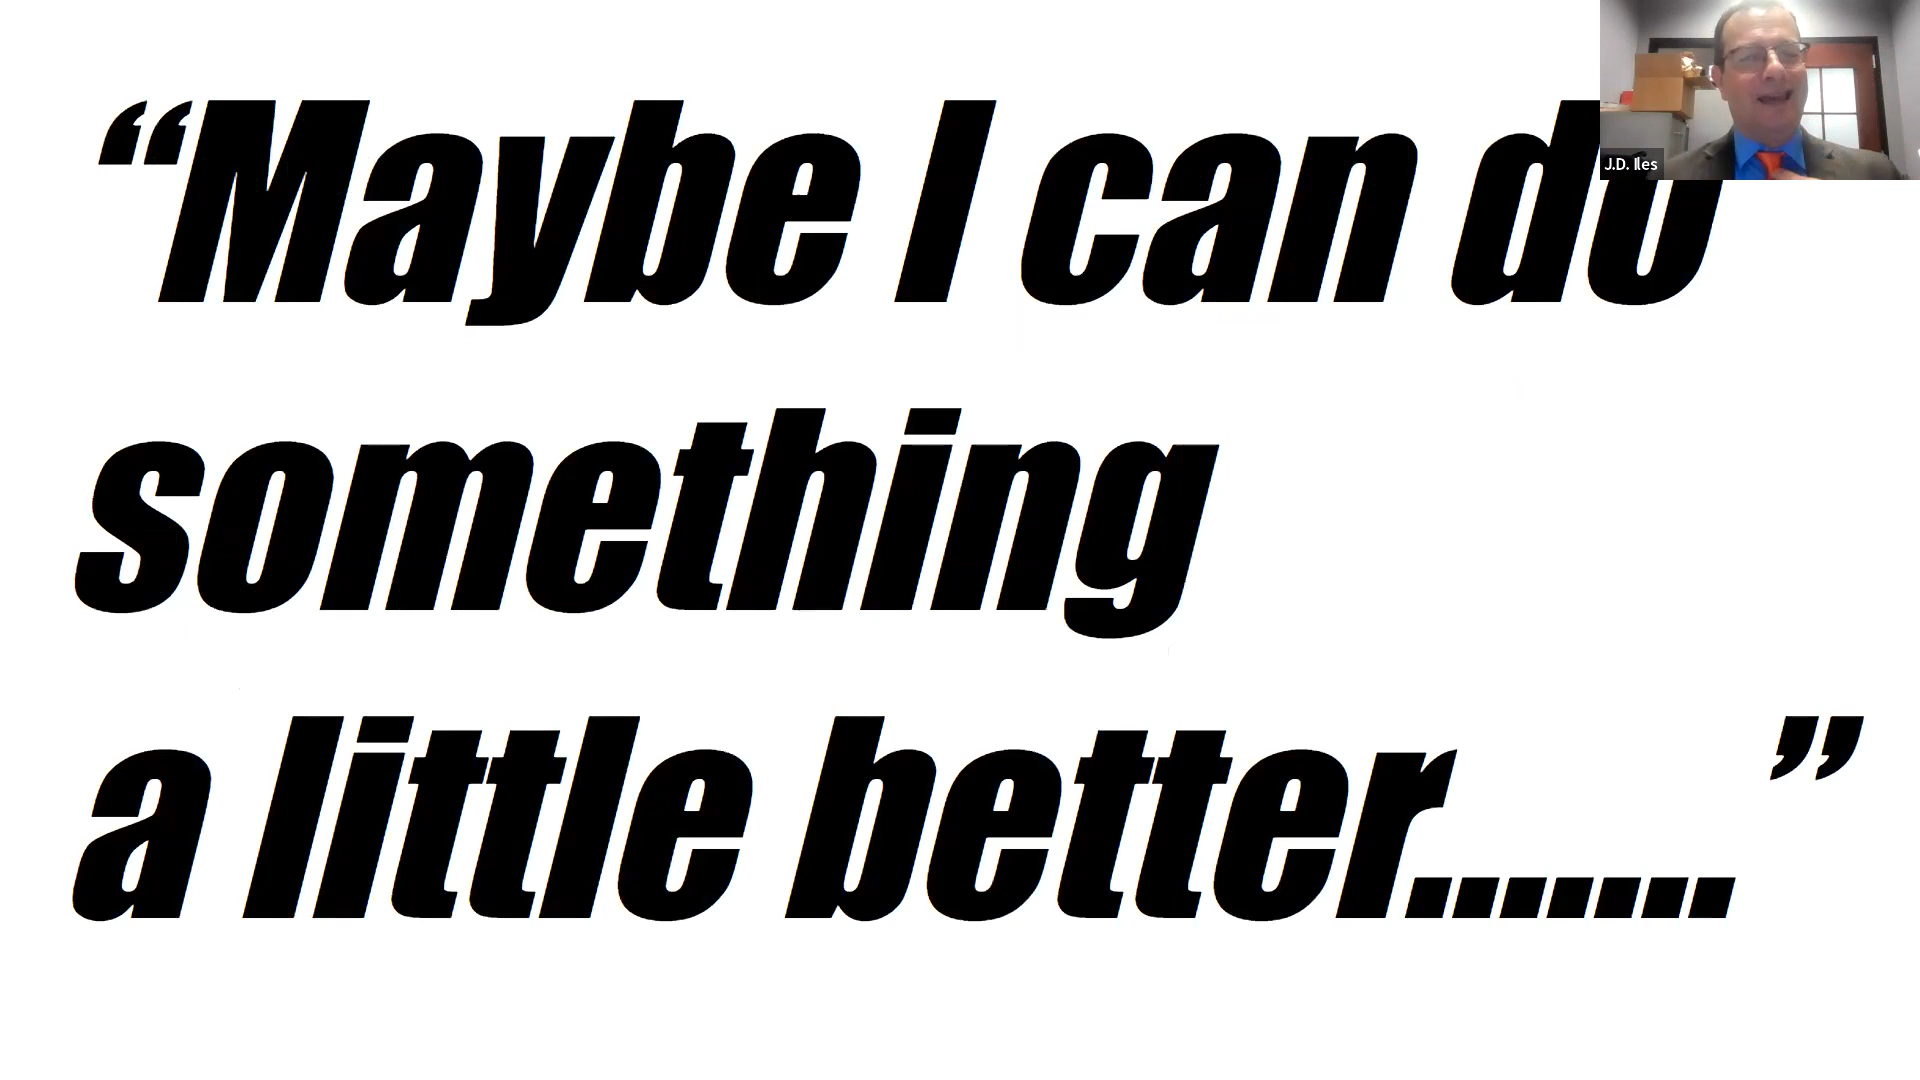 “Maybe I can do
something
a little better.......”
J.D. Iles